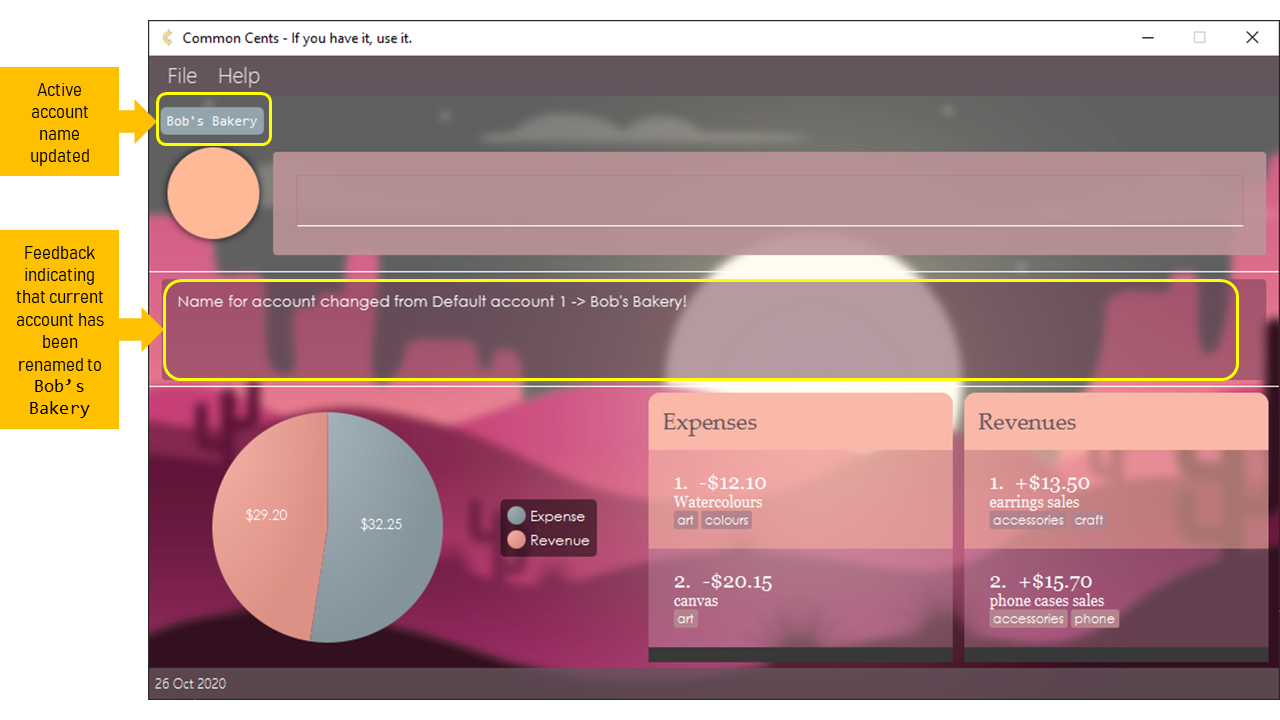 Common Cents - If you have it, use it.
File Help
Active
account
name
updated
Bob's Bakery
Feedback
indicating
that current
account has
been
renamed to
Bob’s
Bakery
Name for account changed from Default account 1 -> Bob's Bakery!
$29.20
$32.25
Expense
Revenue
Expenses
1. -$12.10
Watercolours
art colours
2. -$20.15
canvas
art
Revenues
1. +$13.50
earrings sales
accessories craft
2. +$15.70
phone cases sales
accessories phone
26 Oct 2020